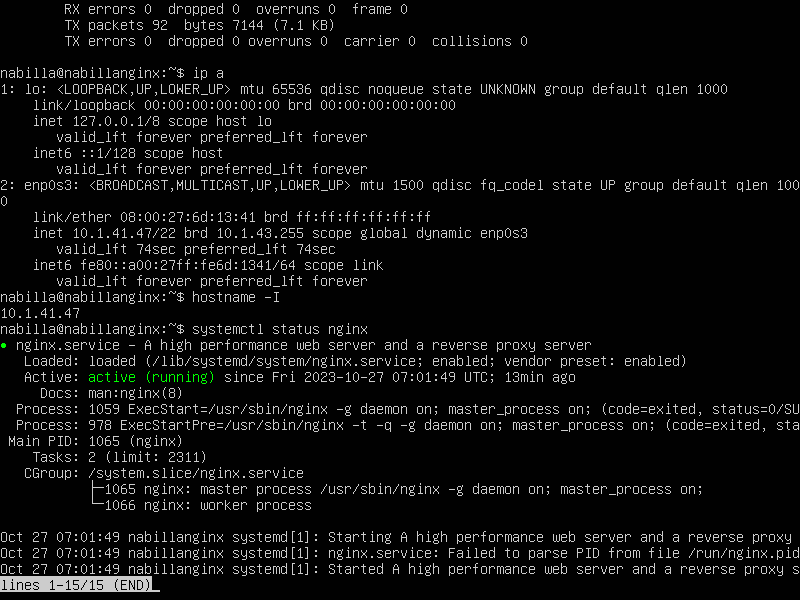 RX errors 0  dropped 0  overruns 0  frame 0
TX packets 92  bytes 7144 (7.1 KB)
TX errors 0  dropped 0 overruns 0  carrier 0  collisions 0
nabilla@nabillanginx:~$ ip a
1: lo: <LOOPBACK,UP,LOWER_UP> mtu 65536 qdisc noqueue state UNKNOWN group default qlen 1000
link/loopback 00:00:00:00:00:00 brd 00:00:00:00:00:00
inet 127.0.0.1/8 scope host lo
valid_lft forever preferred_lft forever
inet6 ::1/128 scope host
valid_lft forever preferred_lft forever
2: enp0s3: <BROADCAST,MULTICAST,UP,LOWER_UP> mtu 1500 qdisc fq_codel state UP group default qlen 100
0
link/ether 08:00:27:6d:13:41 brd ff:ff:ff:ff:ff:ff
inet 10.1.41.47/22 brd 10.1.43.255 scope global dynamic enp0s3
valid_lft 74sec preferred_lft 74sec
inet6 fe80::a00:27ff:fe6d:1341/64 scope link
valid_lft forever preferred_lft forever
nabilla@nabillanginx:~$ hostname -I
10.1.41.47
nabilla@nabillanginx:~$ systemctl status nginx
● nginx.service - A high performance web server and a reverse proxy server
Loaded: loaded (/lib/systemd/system/nginx.service; enabled; vendor preset: enabled)
Active: active (running) since Fri 2023-10-27 07:01:49 UTC; 13min ago
Docs: man:nginx(8)
Process: 1059 ExecStart=/usr/sbin/nginx -g daemon on; master_process on; (code=exited, status=0/SU
Process: 978 ExecStartPre=/usr/sbin/nginx -t -q -g daemon on; master_process on; (code=exited, sta
Main PID: 1065 (nginx)
Tasks: 2 (limit: 2311)
CGroup: /system.slice/nginx.service
├─1065 nginx: master process /usr/sbin/nginx -g daemon on; master_process on;
└─1066 nginx: worker process
Oct 27 07:01:49 nabillanginx systemd[1]: Starting A high performance web server and a reverse proxy
Oct 27 07:01:49 nabillanginx systemd[1]: nginx.service: Failed to parse PID from file /run/nginx.pid
Oct 27 07:01:49 nabillanginx systemd[1]: Started A high performance web server and a reverse proxy s
lines 1-15/15 (END)